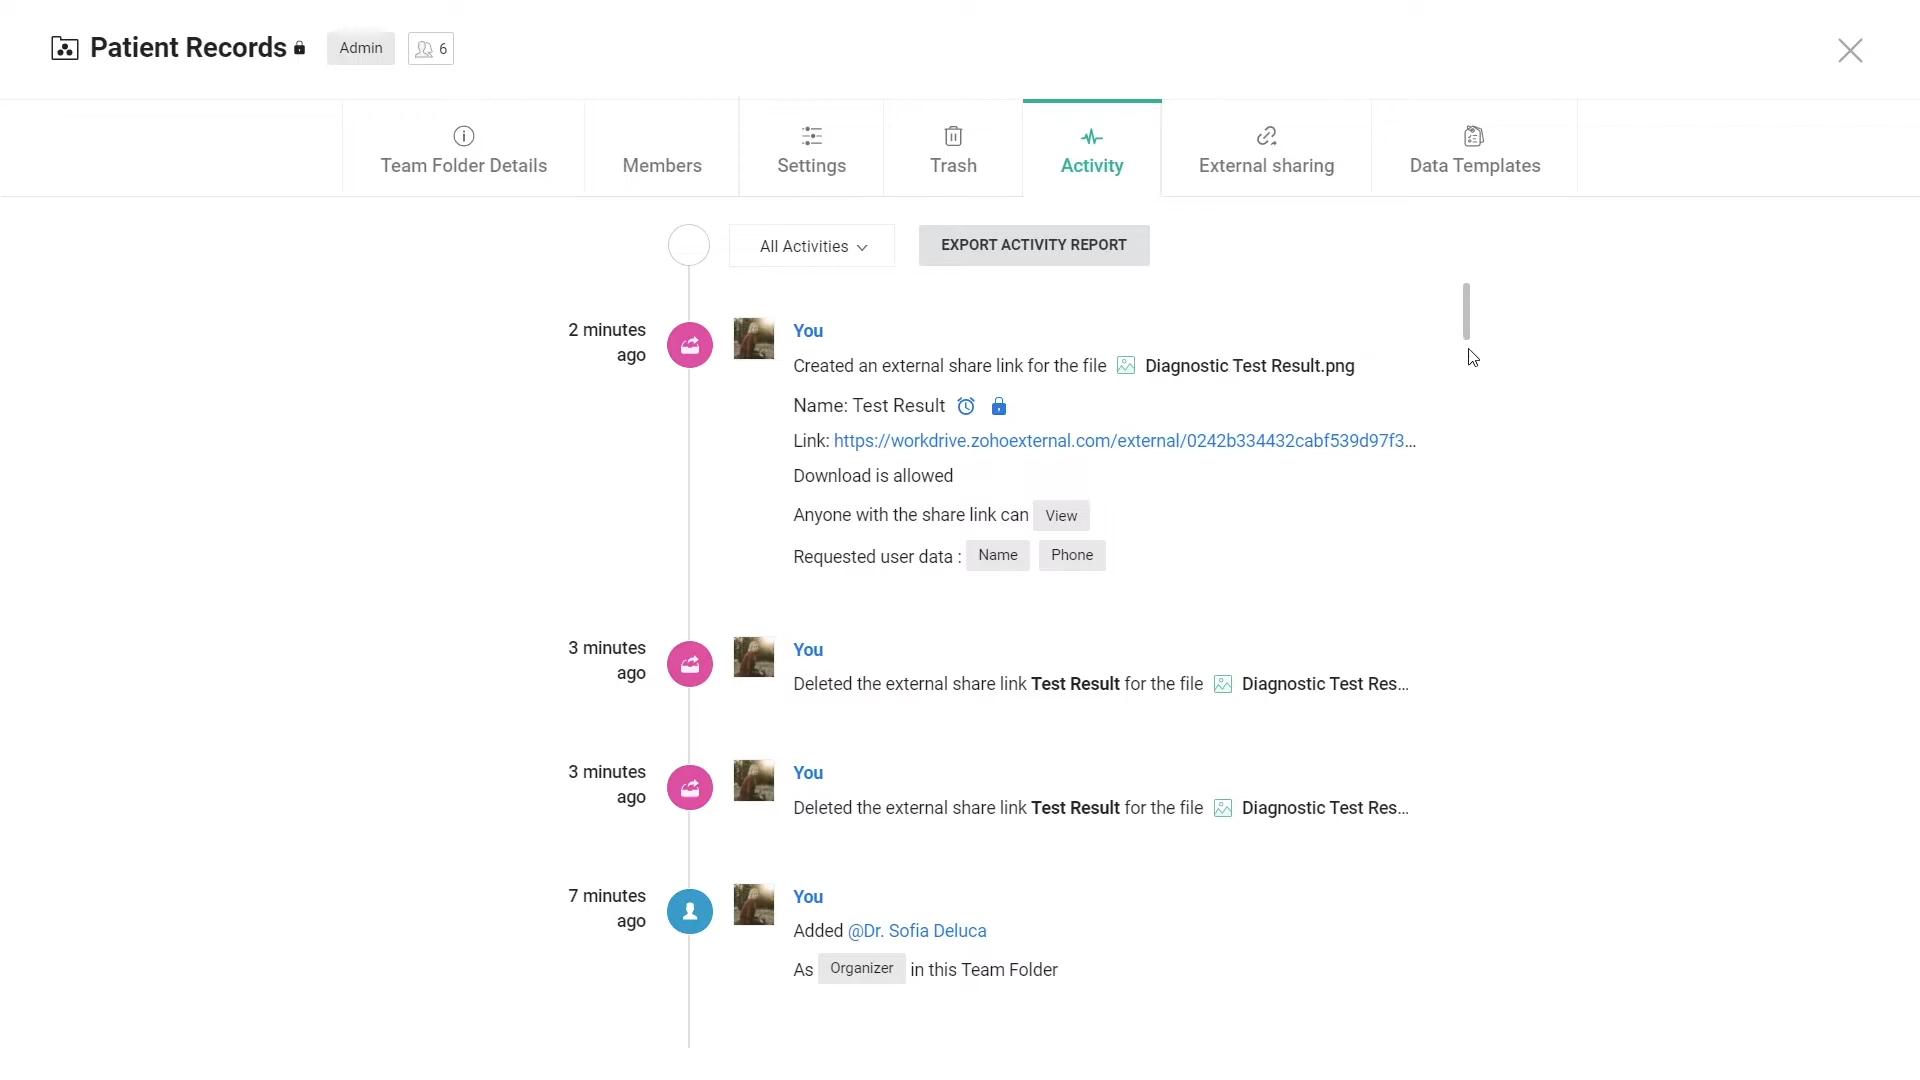 Patient Records
Admin
6
Team Folder Details
Members
Settings
Trash
Activity
External sharing
Data Templates
All Activities
EXPORT ACTIVITY REPORT
2 minutes
ago
You
Created an external share link for the file Diagnostic Test Result.png
Name: Test Result
Link: https://workdrive.zohoexternal.com/external/0242b334432cabf539d97f3...
Download is allowed
Anyone with the share link can View
Requested user data : Name Phone
3 minutes
ago
You
Deleted the external share link Test Result for the file Diagnostic Test Res...
3 minutes
ago
You
Deleted the external share link Test Result for the file Diagnostic Test Res...
7 minutes
ago
You
Added @Dr. Sofia Deluca
As Organizer in this Team Folder